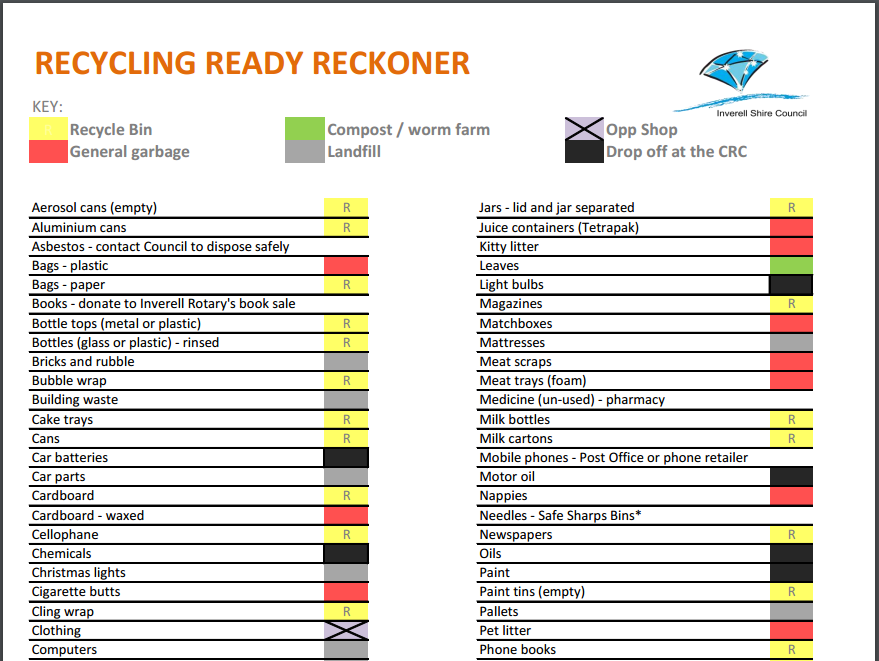 RECYCLING READY RECKONER
Inverell Shire Council
KEY:
Recycle Bin
Compost / worm farm
Opp Shop
General garbage
Landfill
Drop off at the CRC
Aerosol cans (empty) R
Aluminium cans R
Asbestos - contact Council to dispose safely
Bags - plastic
Bags - paper R
Books - donate to Inverell Rotary's book sale
Bottle tops (metal or plastic) R
Bottles (glass or plastic) - rinsed R
Bricks and rubble
Bubble wrap R
Building waste
Cake trays R
Cans R
Car batteries
Car parts
Cardboard R
Cardboard - waxed
Cellophane R
Chemicals
Christmas lights
Cigarette butts
Cling wrap R
Clothing
Computers
Jars - lid and jar separated R
Juice containers (Tetrapak)
Kitty litter
Leaves
Light bulbs
Magazines R
Matchboxes
Mattresses
Meat scraps
Meat trays (foam)
Medicine (un-used) - pharmacy
Milk bottles R
Milk cartons R
Mobile phones - Post Office or phone retailer
Motor oil
Nappies
Needles - Safe Sharps Bins*
Newspapers R
Oils
Paint
Paint tins (empty) R
Pallets
Pet litter
Phone books R